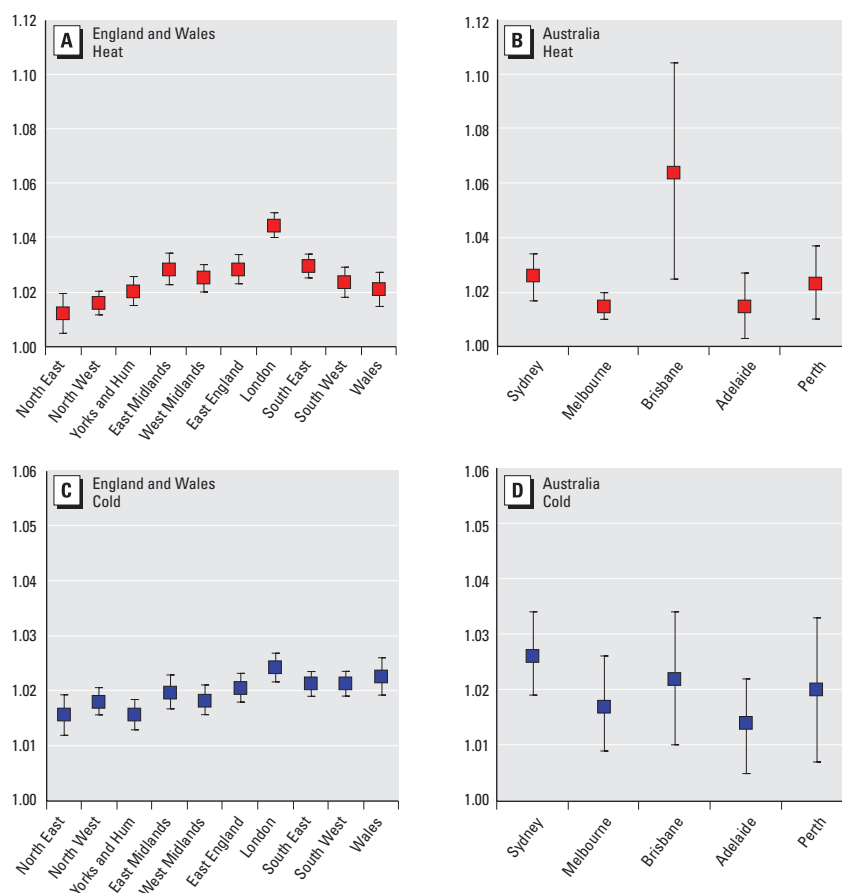 A
England and Wales
Heat
1.12
1.10
1.08
1.06
1.04
1.02
1.00
North East
North West
Yorks and Hum
East Midlands
West Midlands
East England
London
South East
South West
Wales
B
Australia
Heat
1.12
1.10
1.08
1.06
1.04
1.02
1.00
Sydney
Melbourne
Brisbane
Adelaide
Perth
C
England and Wales
Cold
1.06
1.05
1.04
1.03
1.02
1.01
1.00
North East
North West
Yorks and Hum
East Midlands
West Midlands
East England
London
South East
South West
Wales
D
Australia
Cold
1.06
1.05
1.04
1.03
1.02
1.01
1.00
Sydney
Melbourne
Brisbane
Adelaide
Perth